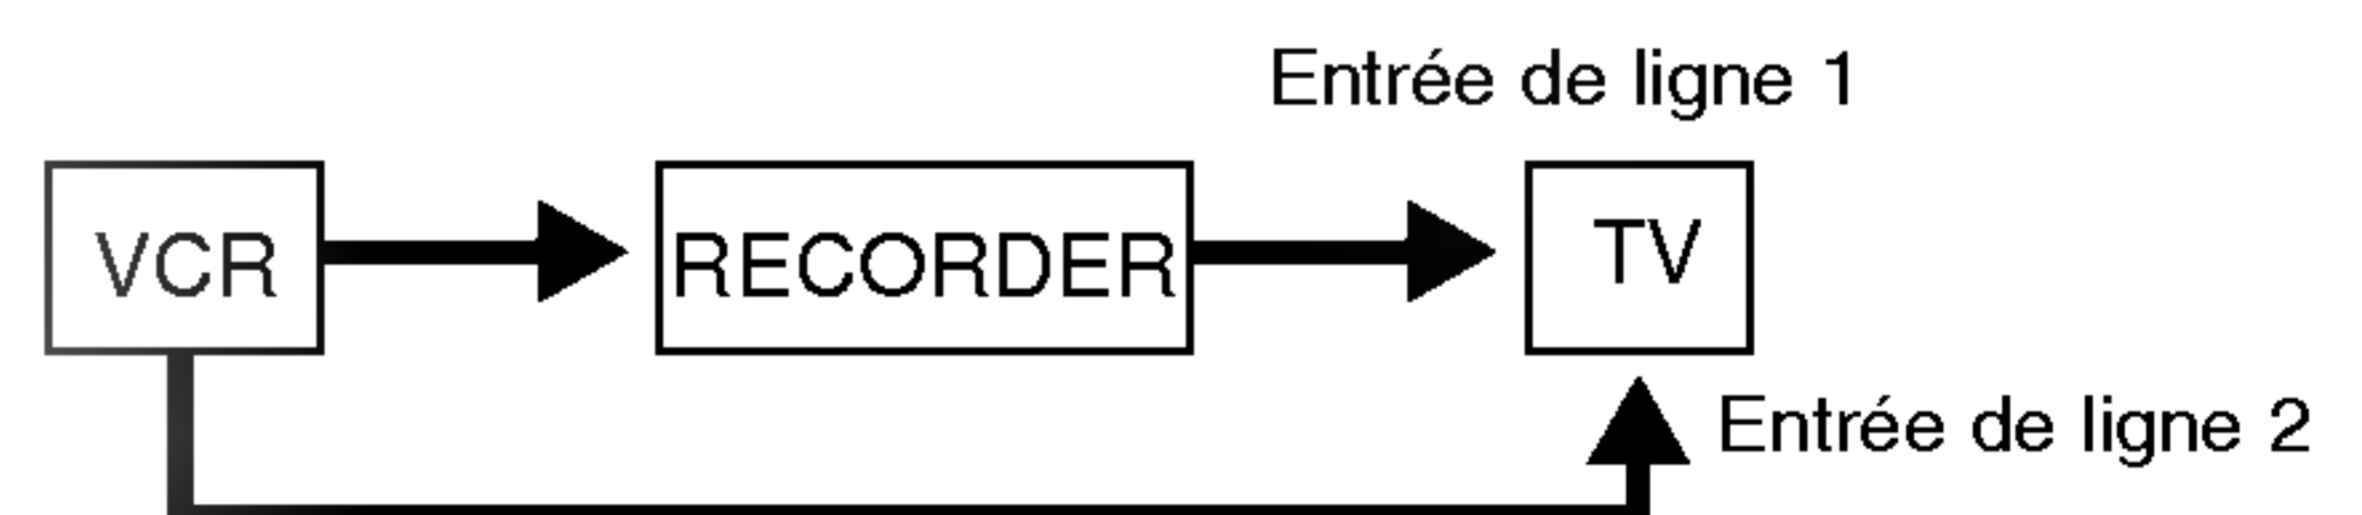 Entrée de ligne 1
VCR
RECORDER
TV
Entrée de ligne 2